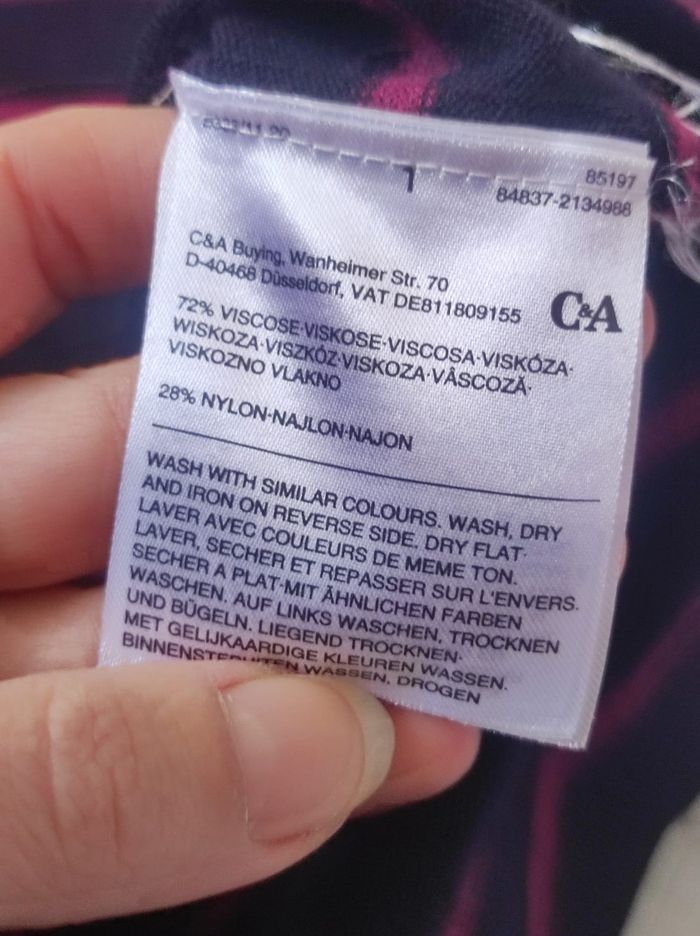 1
85197
84837-2134988
C&A Buying, Wanheimer Str. 70
D-40468 Düsseldorf, VAT DE811809155
C&A
72% VISCOSE·VISKOSE·VISCOSA·VISKÓZA·
WISKOZA·VISZKÓZ·VISKOZA·VÂSCOZĂ·
VISKOZNO VLAKNO
28% NYLON·NAJLON·NAJON
WASH WITH SIMILAR COLOURS. WASH, DRY
AND IRON ON REVERSE SIDE. DRY FLAT·
LAVER AVEC COULEURS DE MEME TON.
LAVER, SECHER ET REPASSER SUR L'ENVERS.
SECHER A PLAT·MIT ÄHNLICHEN FARBEN
WASCHEN. AUF LINKS WASCHEN, TROCKNEN
UND BÜGELN. LIEGEND TROCKNEN·
MET GELIJKAARDIGE KLEUREN WASSEN.
BINNENSTEBUITEN WASSEN, DROGEN